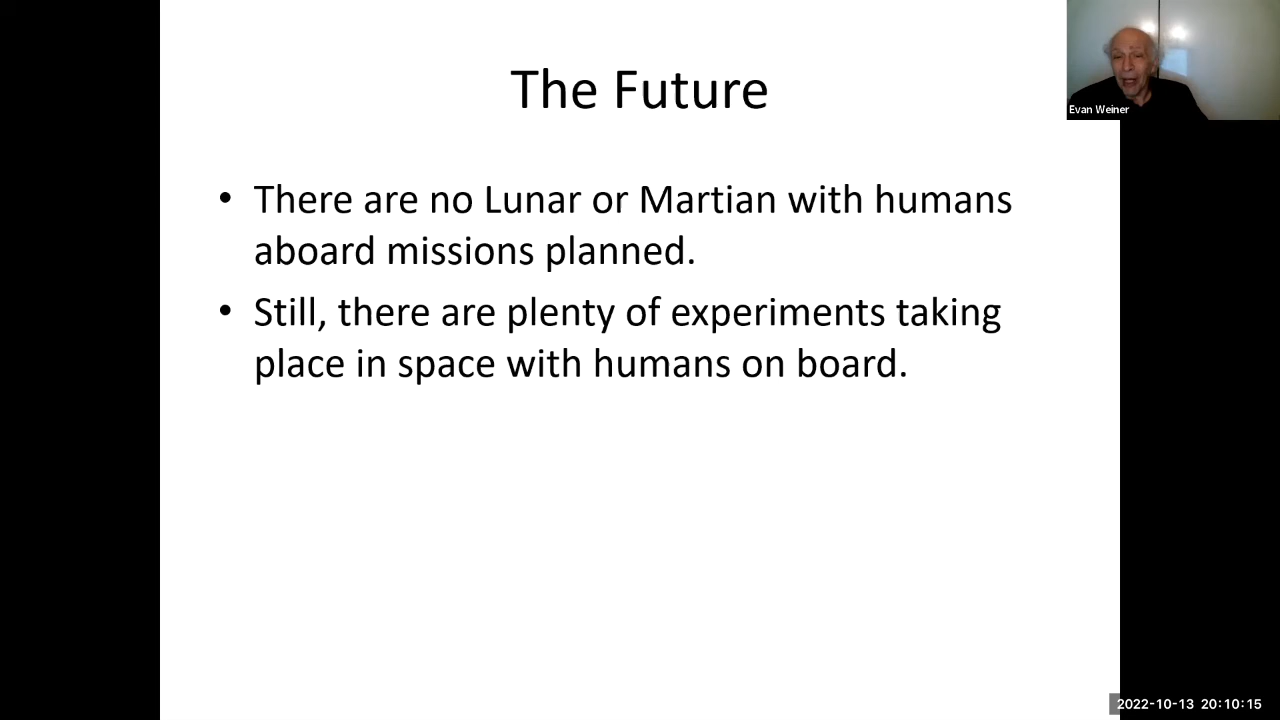 The Future
Evan Weiner
• There are no Lunar or Martian with humans
aboard missions planned.
• Still, there are plenty of experiments taking
place in space with humans on board.
2022-10-13 20:10:15